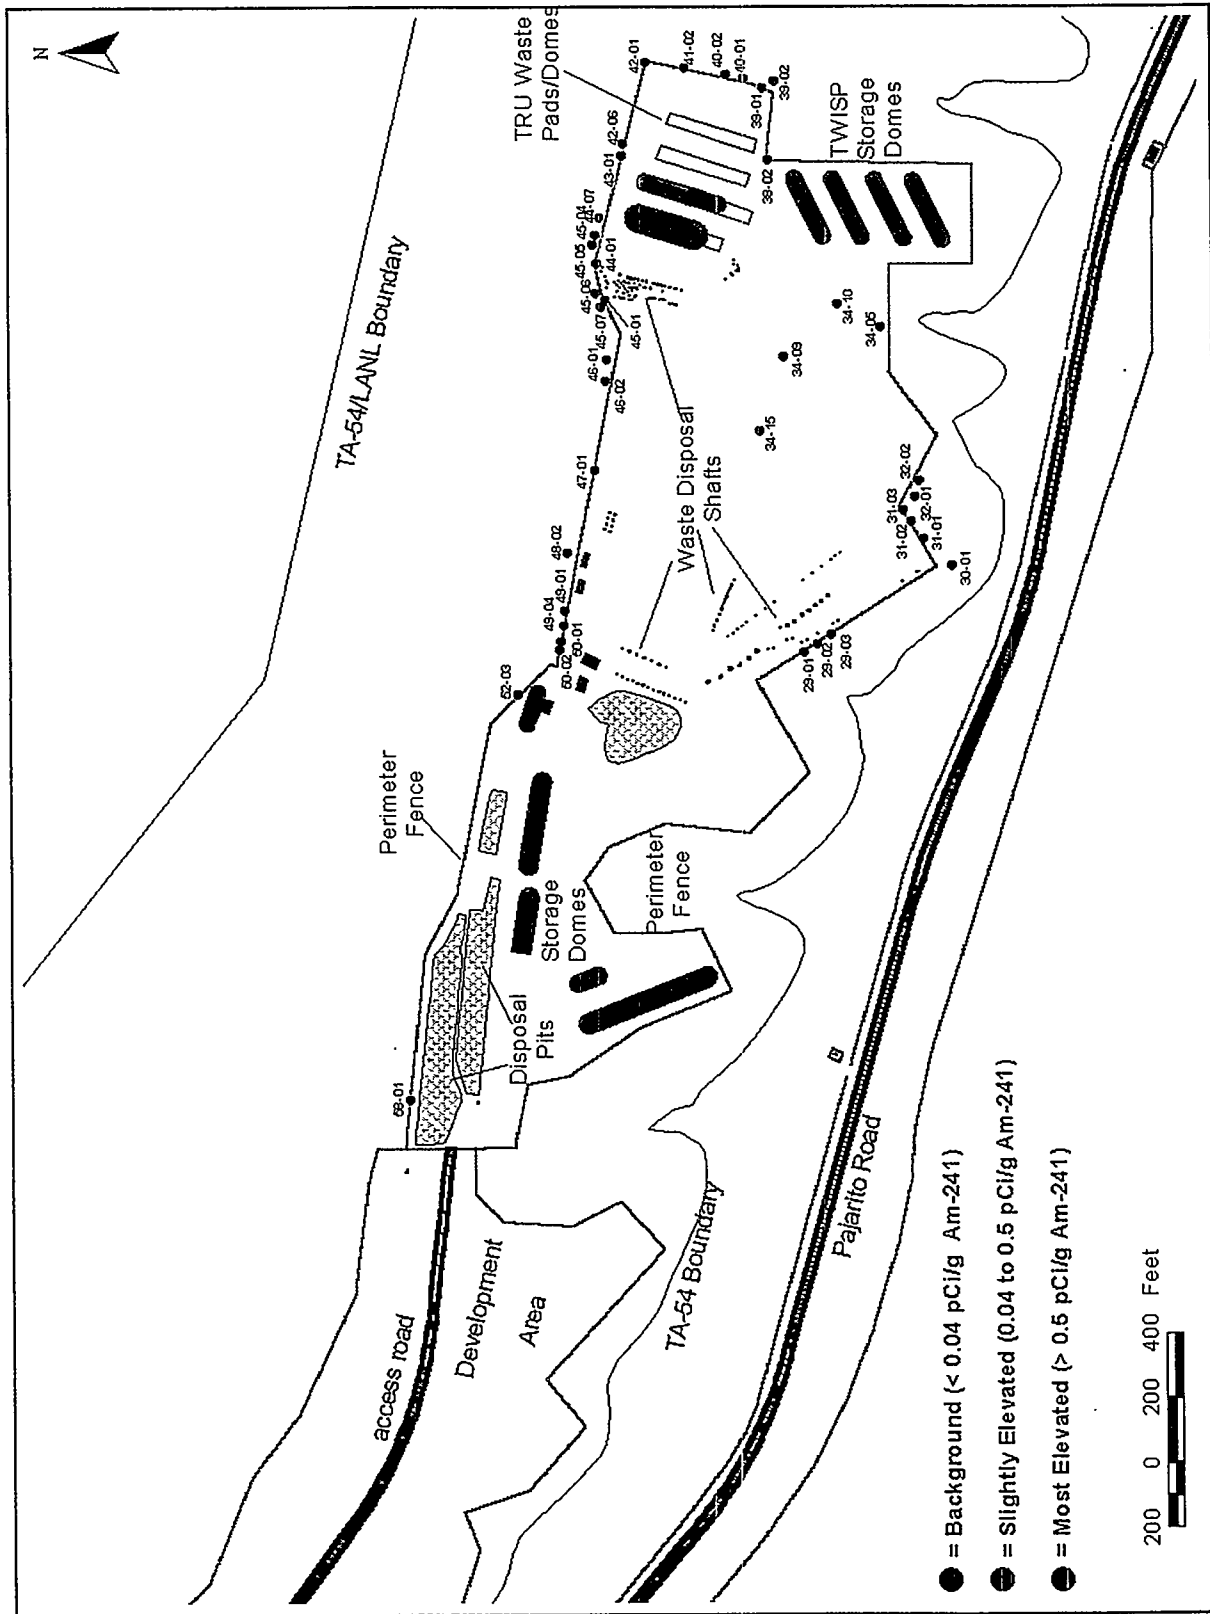 N
TA-54/LANL Boundary
TRU Waste
Pads/Domes
42-01
41-02
40-02
40-01
39-01
39-02
38-02
42-06
43-01
44-07
45-04
45-05
44-01
45-06
45-07
45-01
46-01
46-02
47-01
48-02
49-01
49-04
50-01
50-02
52-03
TWISP
Storage
Domes
34-10
34-05
34-09
34-15
Waste Disposal
Shafts
32-02
32-01
31-03
31-02
31-01
30-01
29-01
29-02
29-03
Perimeter
Fence
Storage
Domes
Perimeter
Fence
Disposal
Pits
58-01
access road
Development
Area
TA-54 Boundary
Pajarito Road
= Background (< 0.04 pCi/g Am-241)
= Slightly Elevated (0.04 to 0.5 pCi/g Am-241)
= Most Elevated (> 0.5 pCi/g Am-241)
200 0 200 400 Feet